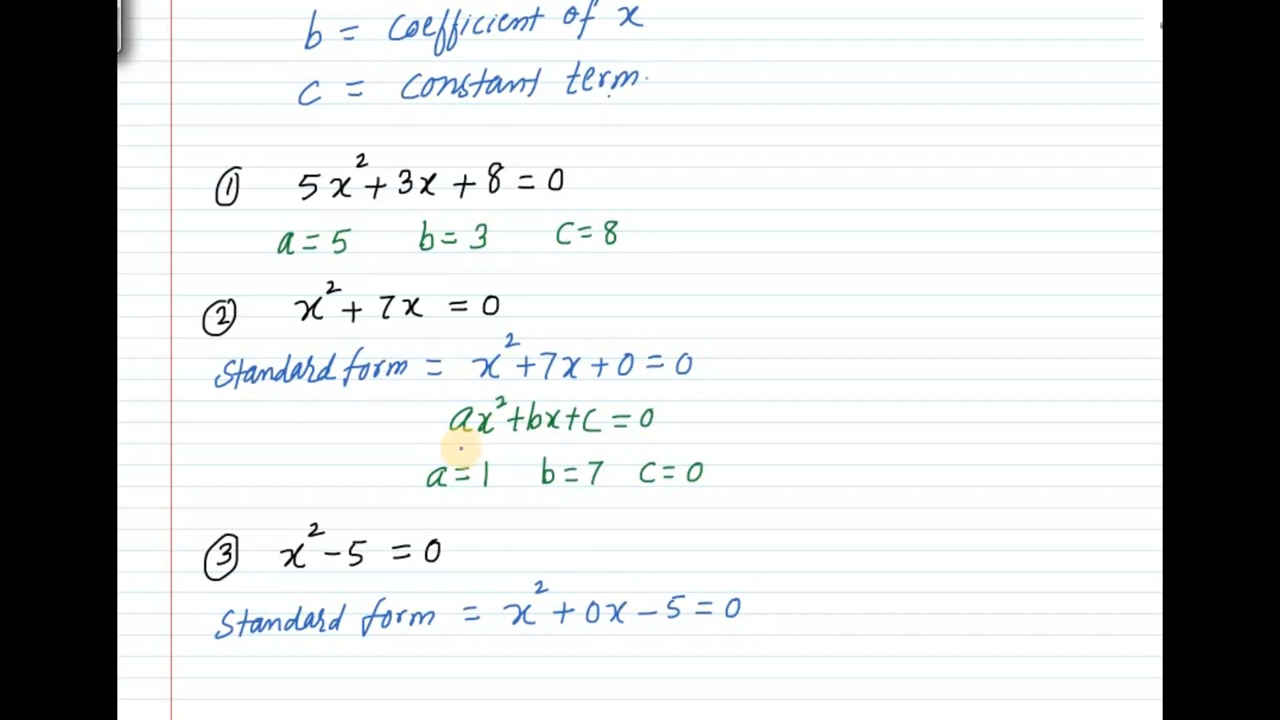 b = coefficient of x
c = constant term.
① 5x² + 3x + 8 = 0
a = 5 b = 3 c = 8
② x² + 7x = 0
Standard form = x² + 7x + 0 = 0
ax² + bx + c = 0
a = 1 b = 7 c = 0
③ x² - 5 = 0
Standard form = x² + 0x - 5 = 0